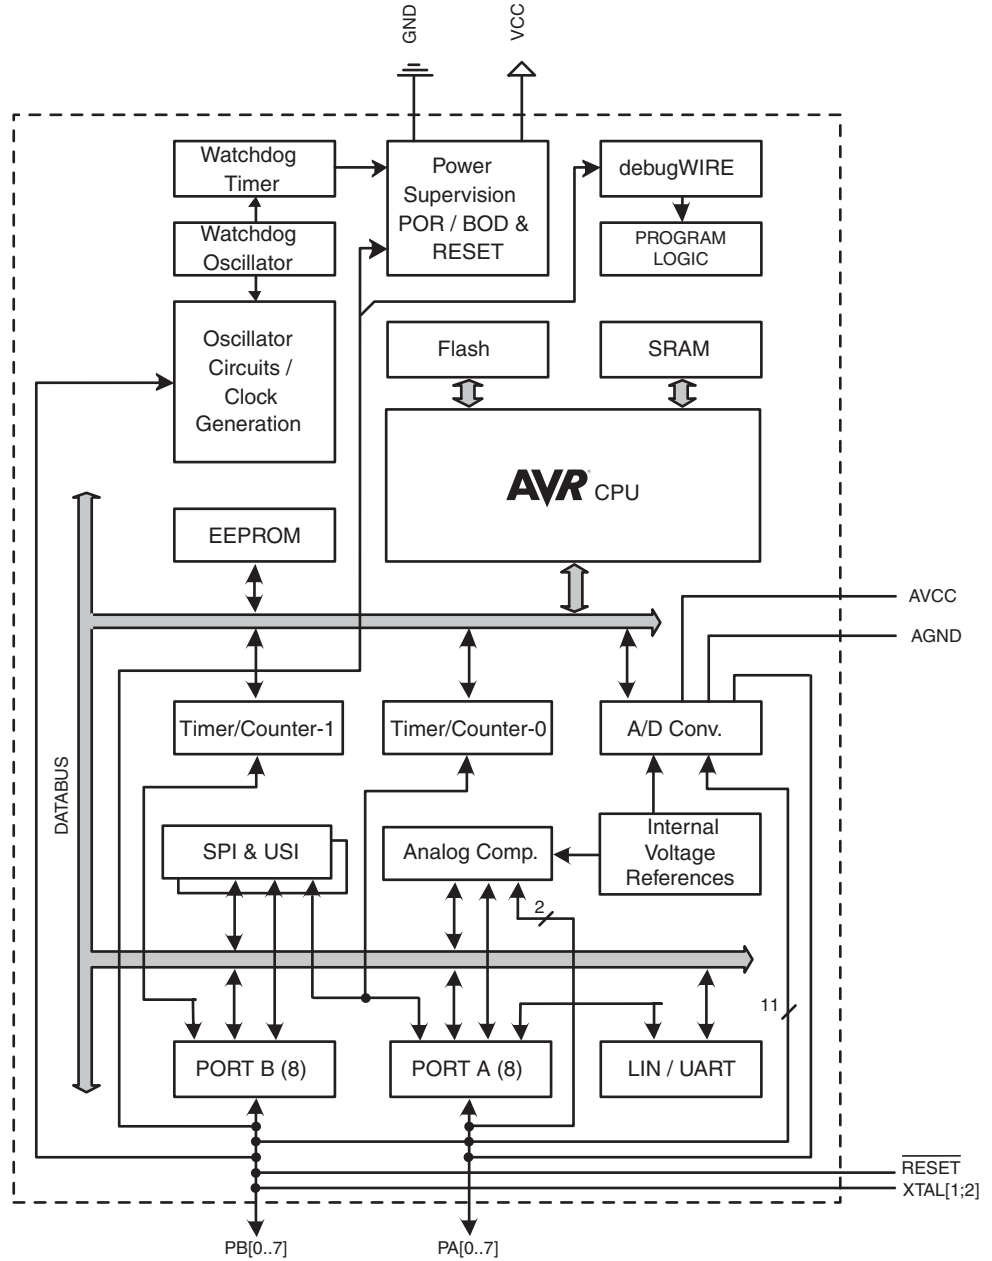 GND
VCC
Watchdog
Timer
Power
Supervision
POR / BOD &
RESET
debugWIRE
Watchdog
Oscillator
PROGRAM
LOGIC
Oscillator
Circuits /
Clock
Generation
Flash
SRAM
AVR® CPU
EEPROM
AVCC
AGND
Timer/Counter-1
Timer/Counter-0
A/D Conv.
DATABUS
SPI & USI
Analog Comp.
Internal
Voltage
References
2
11
PORT B (8)
PORT A (8)
LIN / UART
RESET
XTAL[1;2]
PB[0..7]
PA[0..7]